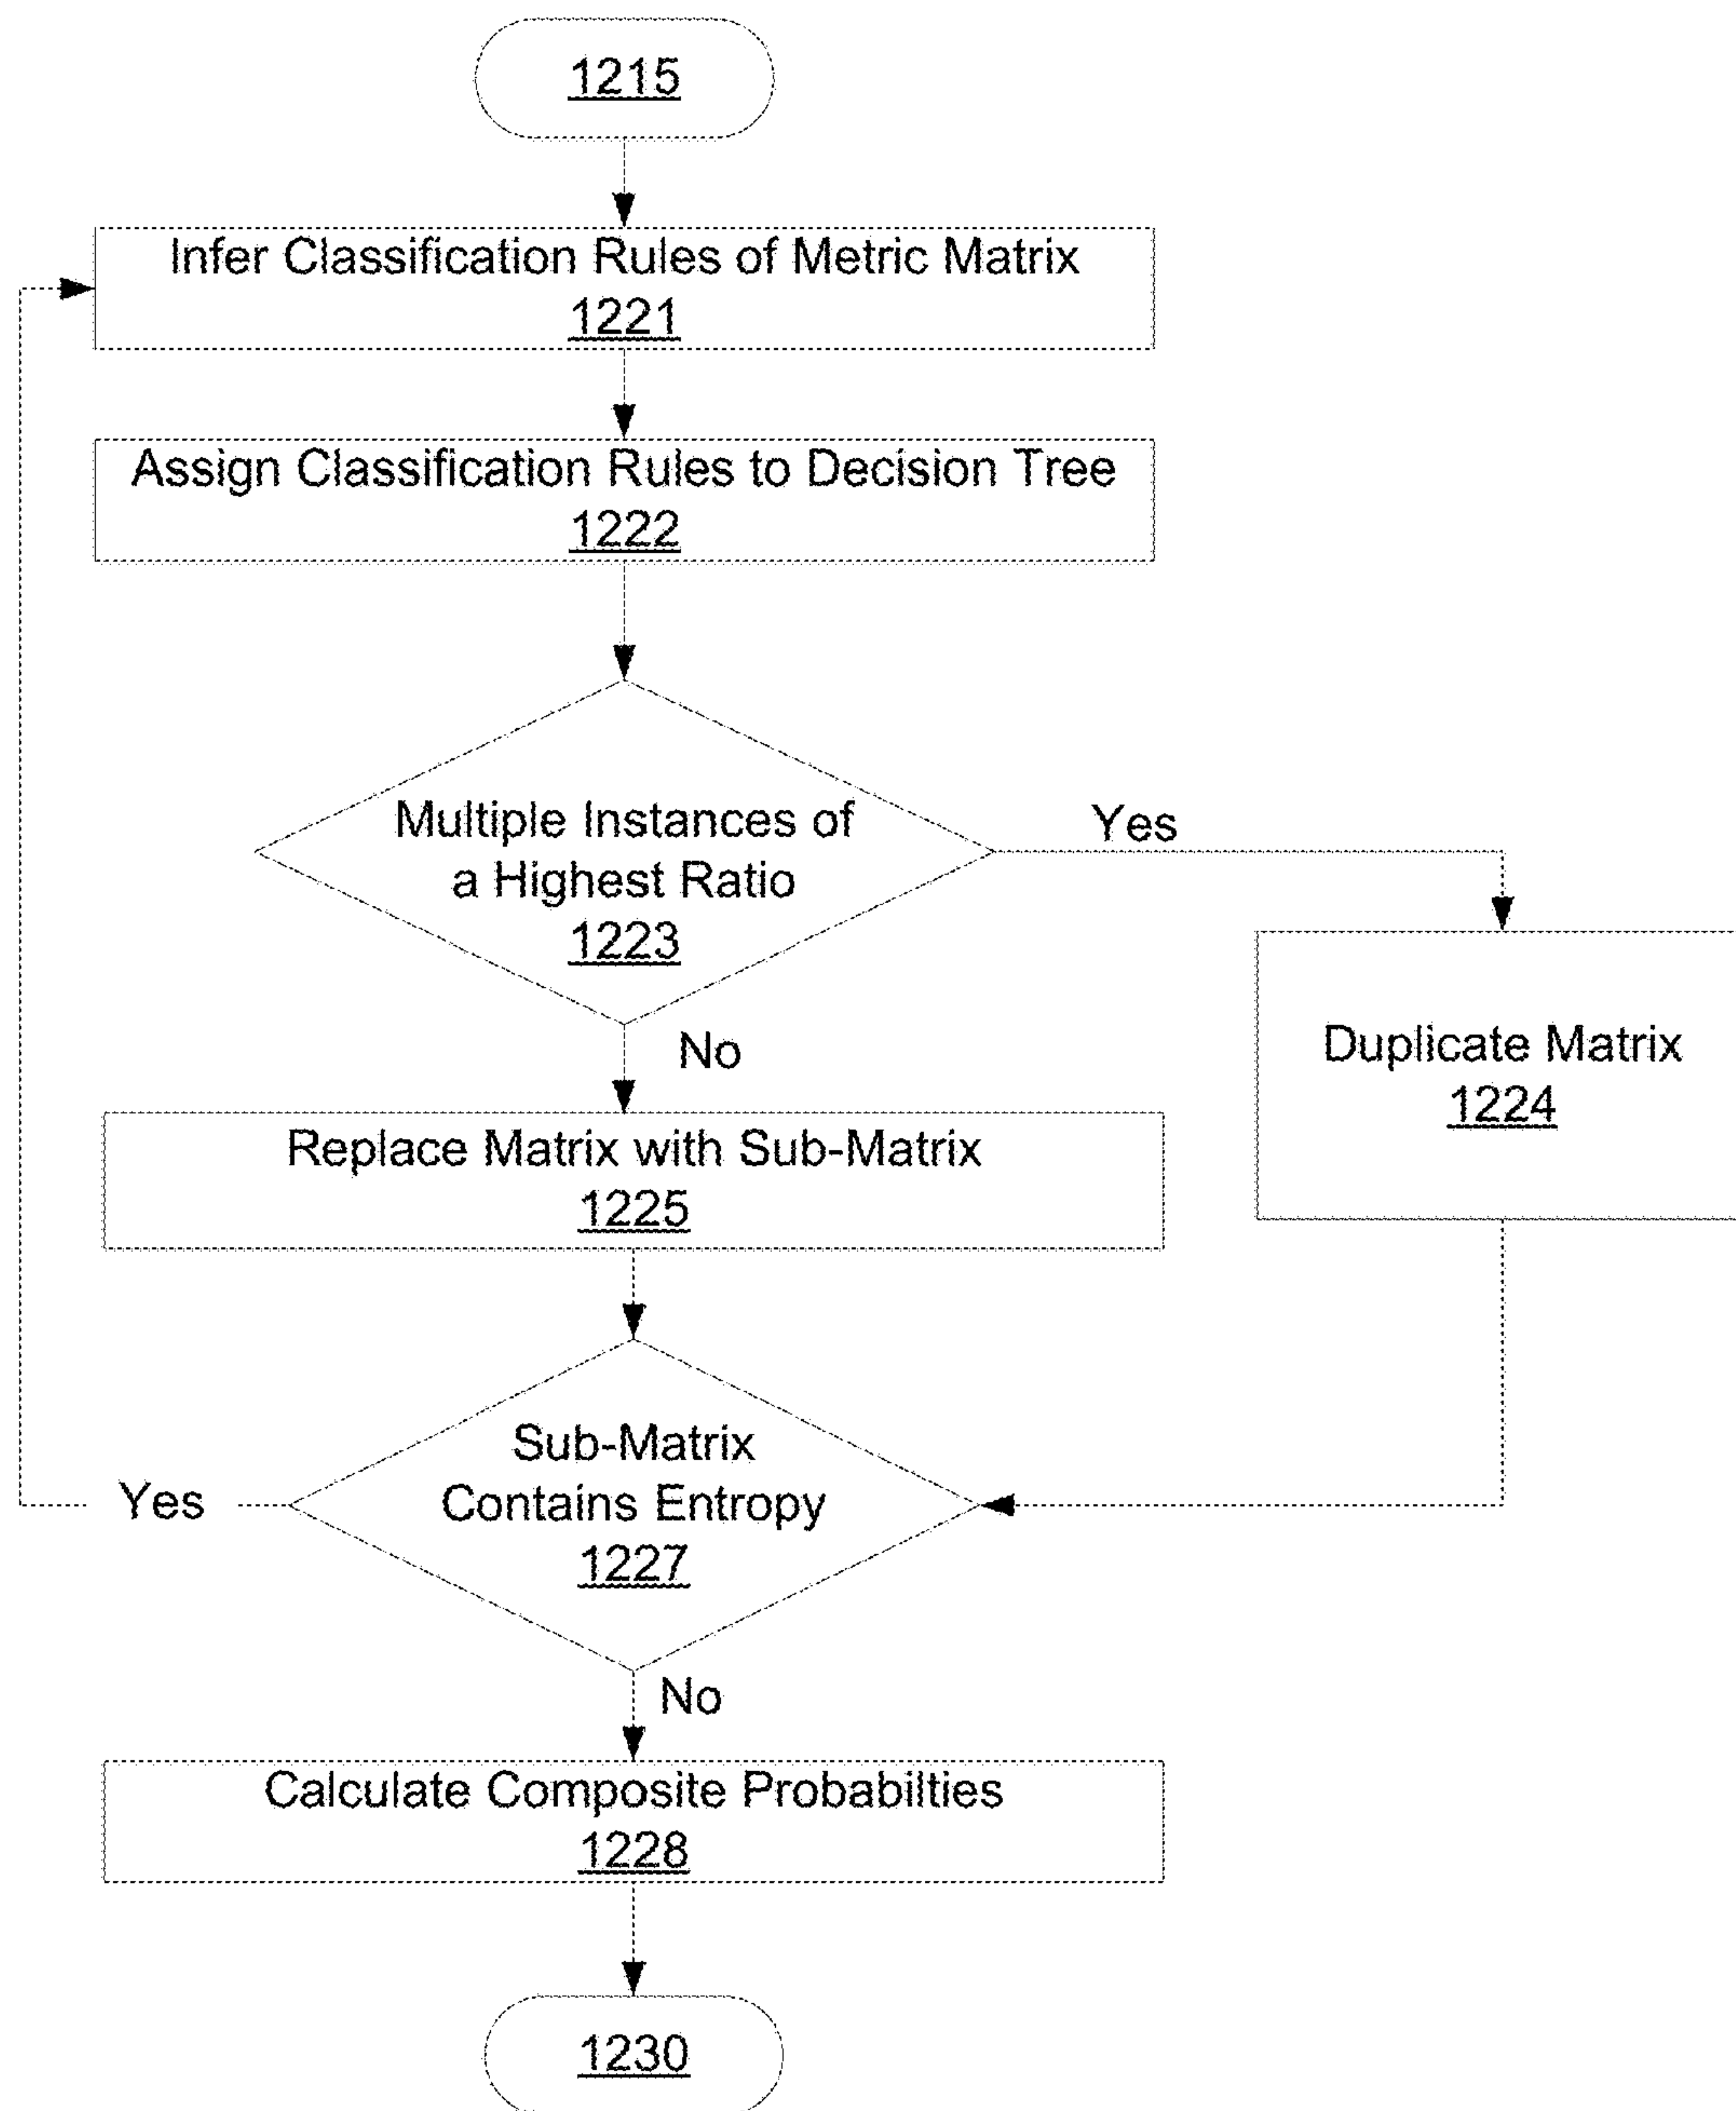 1215
Infer Classification Rules of Metric Matrix
1221
Assign Classification Rules to Decision Tree
1222
Multiple Instances of
a Highest Ratio
1223
Yes
No
Duplicate Matrix
1224
Replace Matrix with Sub-Matrix
1225
Sub-Matrix
Contains Entropy
1227
Yes
No
Calculate Composite Probabilties
1228
1230